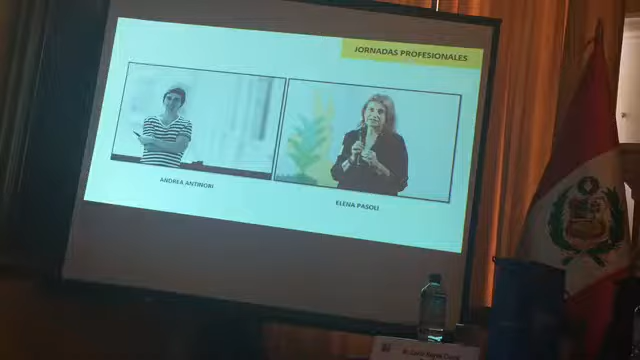 JORNADAS PROFESIONALES
ANDREA ANTINORI
ELENA PASOLI